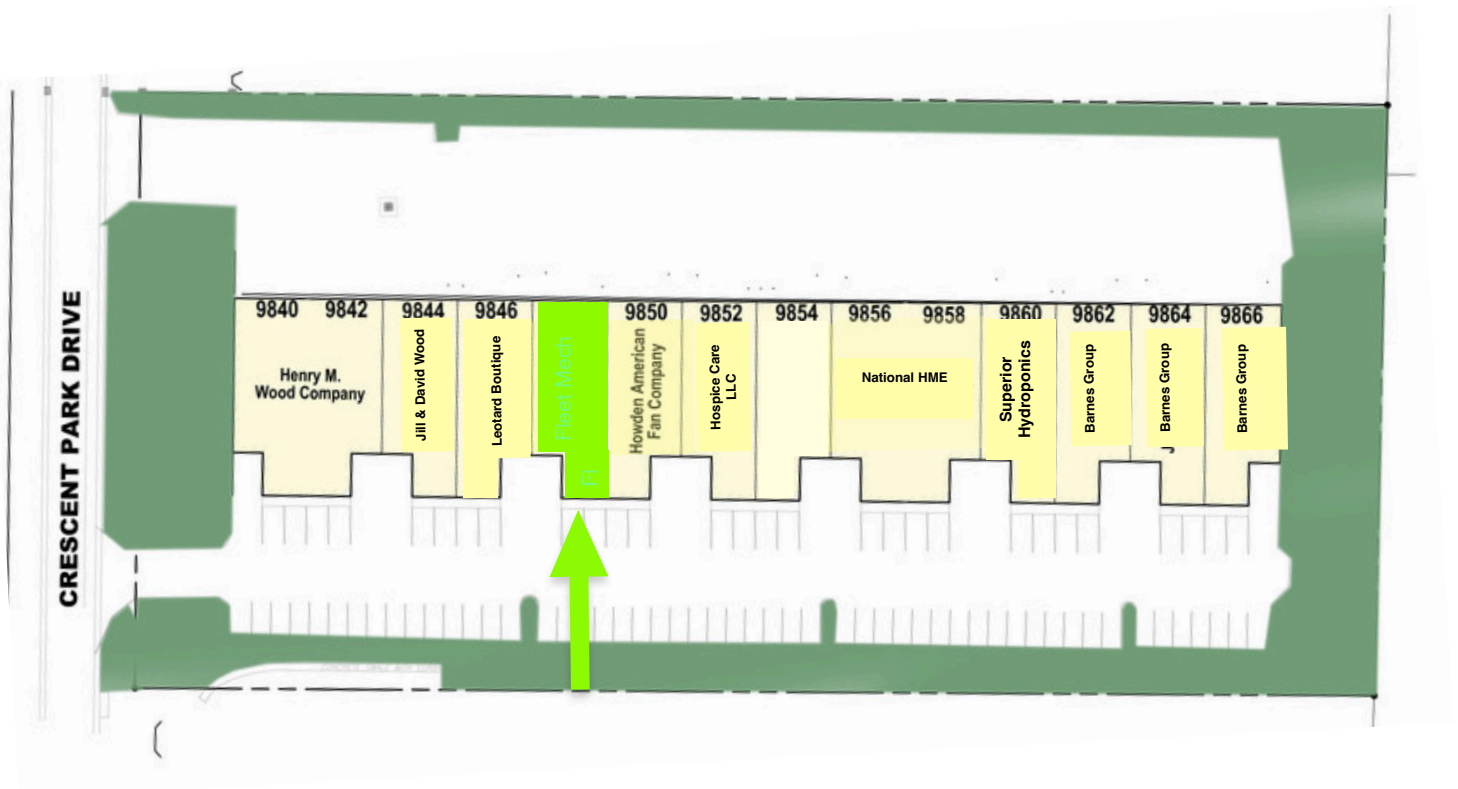 CRESCENT PARK DRIVE
9840
9842
9844
9846
9850
9852
9854
9856
9858
9860
9862
9864
9866
Henry M.
Wood Company
Jill & David Wood
Leotard Boutique
Fleet Mech
Fl
Howden American
Fan Company
Hospice Care
LLC
National HME
Superior
Hydroponics
Barnes Group
Barnes Group
Barnes Group